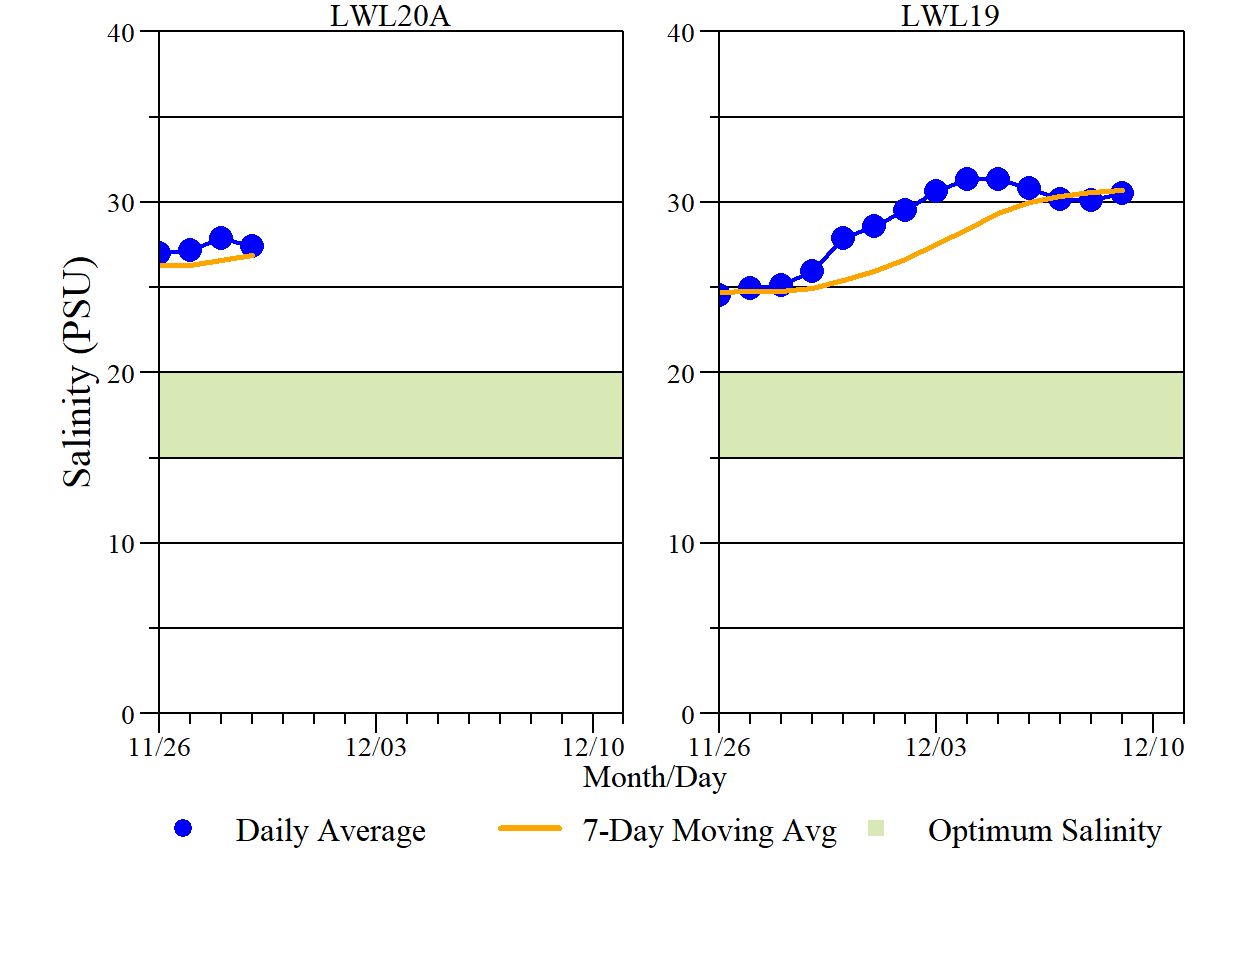 LWL20A
LWL19
40
30
20
10
0
40
30
20
10
0
Salinity (PSU)
11/26
12/03
12/10
11/26
12/03
12/10
Month/Day
Daily Average
7-Day Moving Avg
Optimum Salinity